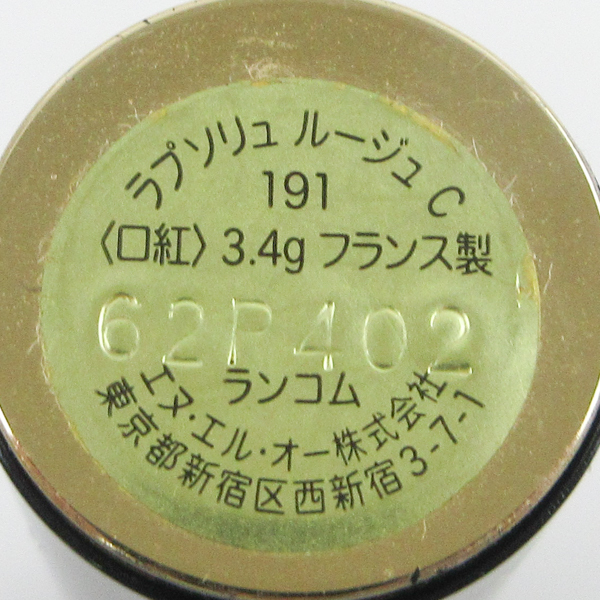 ラプソリュ ルージュ C
191
〈口紅〉 3.4g フランス製
62P402
ランコム
エヌ・エル・オー株式会社
東京都新宿区西新宿3-7-1